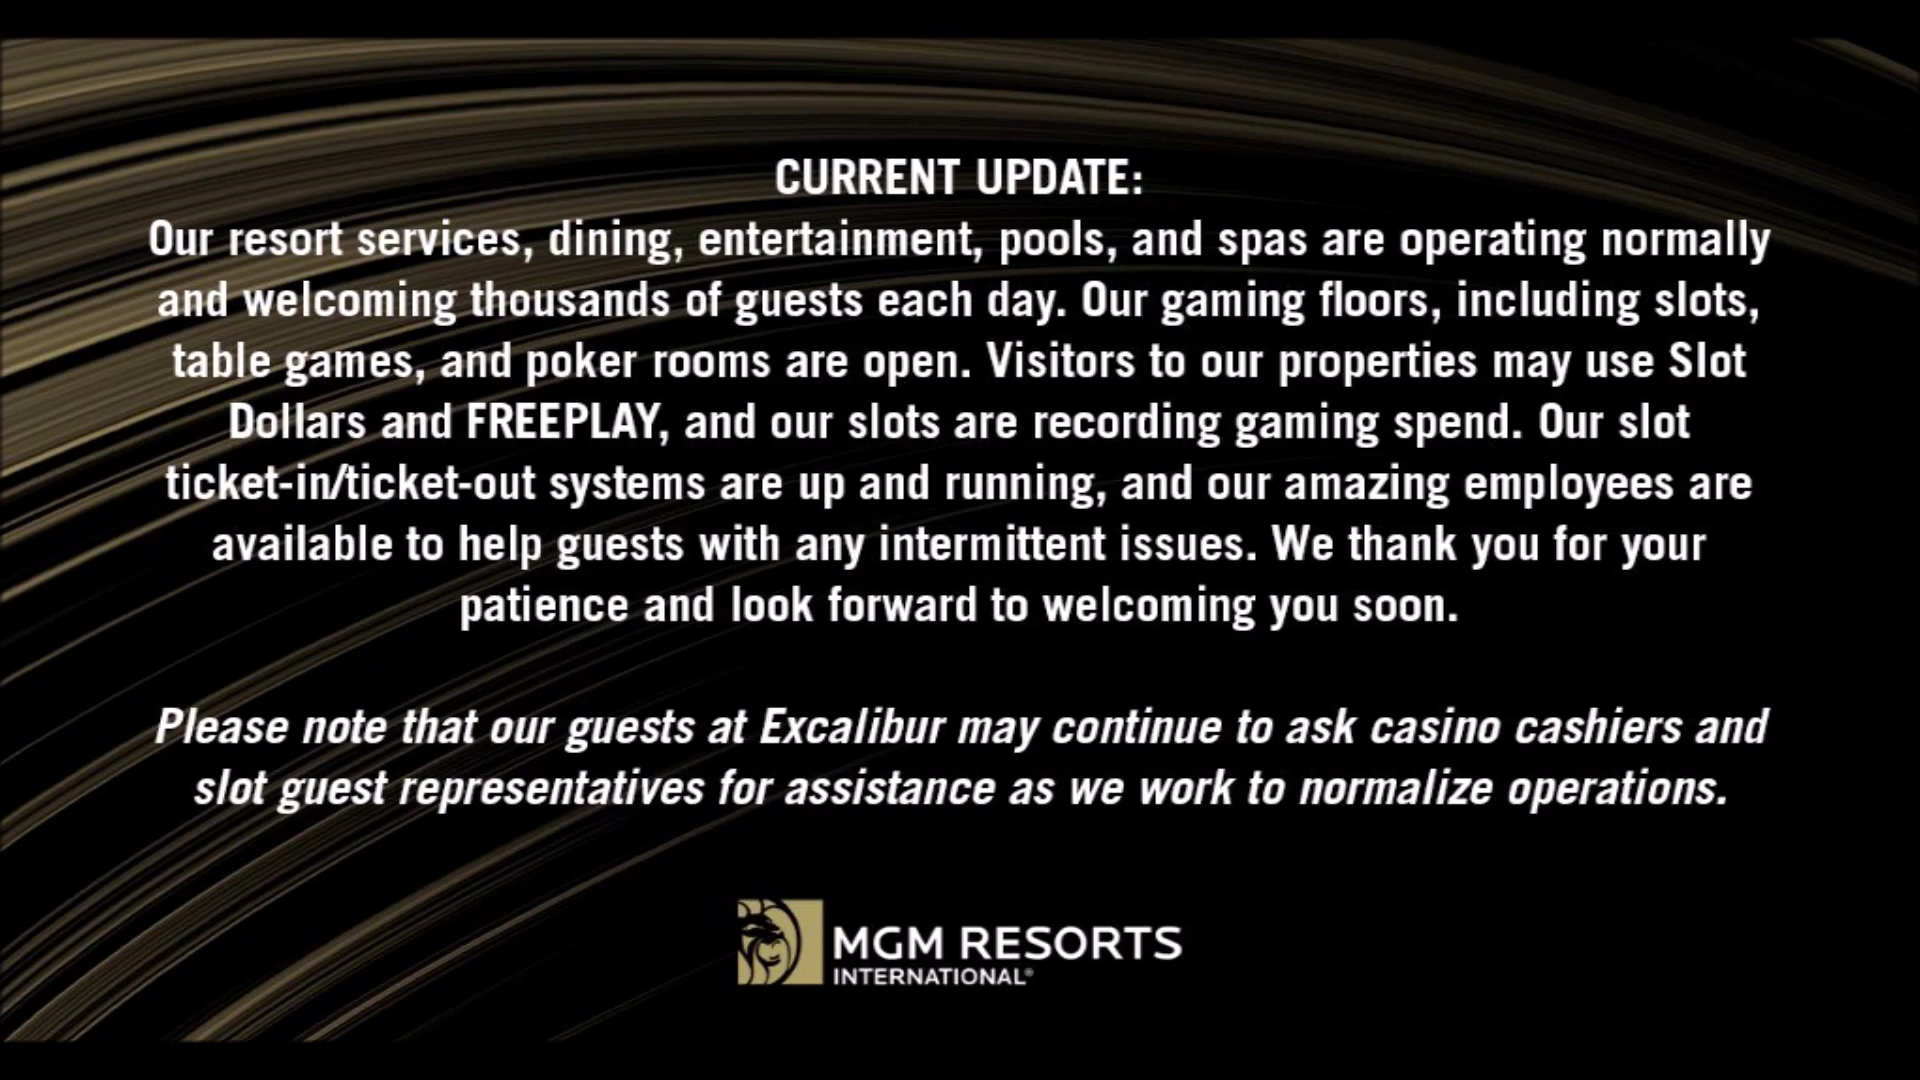 CURRENT UPDATE:
Our resort services, dining, entertainment, pools, and spas are operating normally
and welcoming thousands of guests each day. Our gaming floors, including slots,
table games, and poker rooms are open. Visitors to our properties may use Slot
Dollars and FREEPLAY, and our slots are recording gaming spend. Our slot
ticket-in/ticket-out systems are up and running, and our amazing employees are
available to help guests with any intermittent issues. We thank you for your
patience and look forward to welcoming you soon.
Please note that our guests at Excalibur may continue to ask casino cashiers and
slot guest representatives for assistance as we work to normalize operations.
MGM RESORTS
INTERNATIONAL®